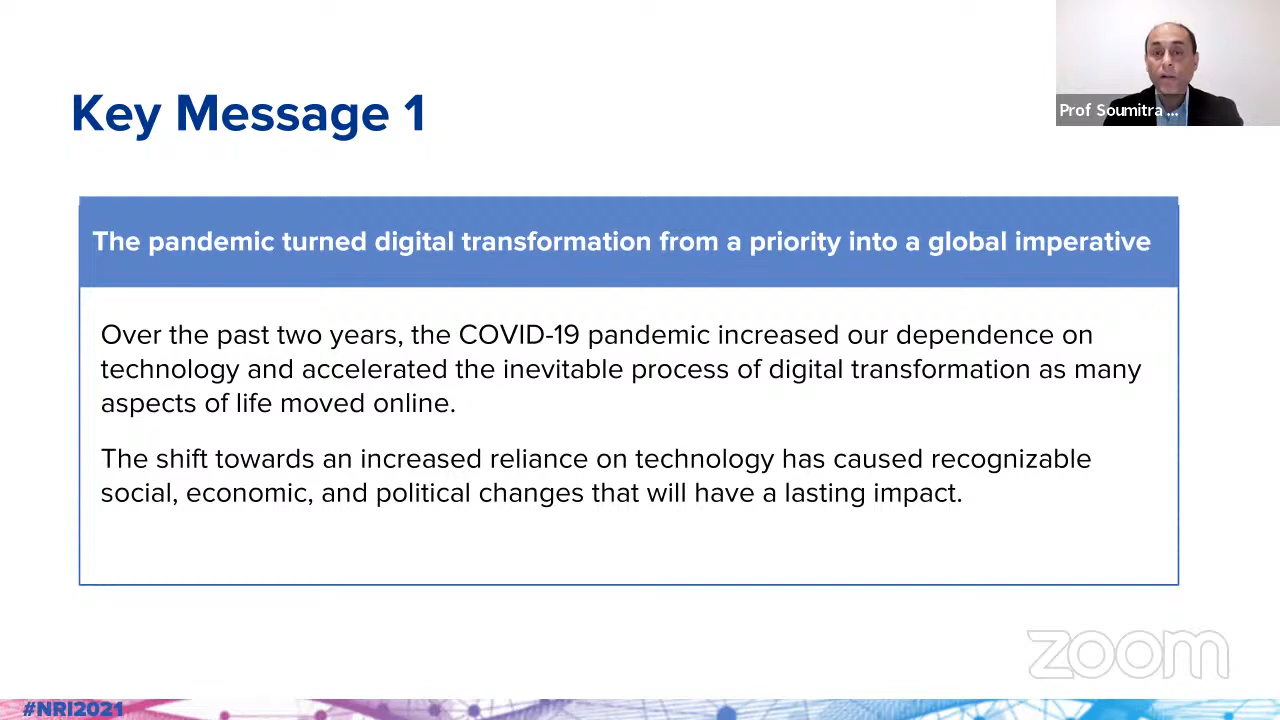 Prof Soumitra ...
Key Message 1
The pandemic turned digital transformation from a priority into a global imperative
Over the past two years, the COVID-19 pandemic increased our dependence on
technology and accelerated the inevitable process of digital transformation as many
aspects of life moved online.
The shift towards an increased reliance on technology has caused recognizable
social, economic, and political changes that will have a lasting impact.
zoom
#NRI2021